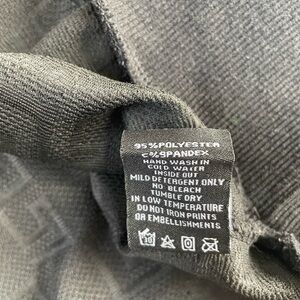 95%POLYESTER
5%SPANDEX
HAND WASH IN
COLD WATER
INSIDE OUT
MILD DETERGENT ONLY
NO BLEACH
TUMBLE DRY
IN LOW TEMPERATURE
DO NOT IRON PRINTS
OR EMBELLISHMENTS